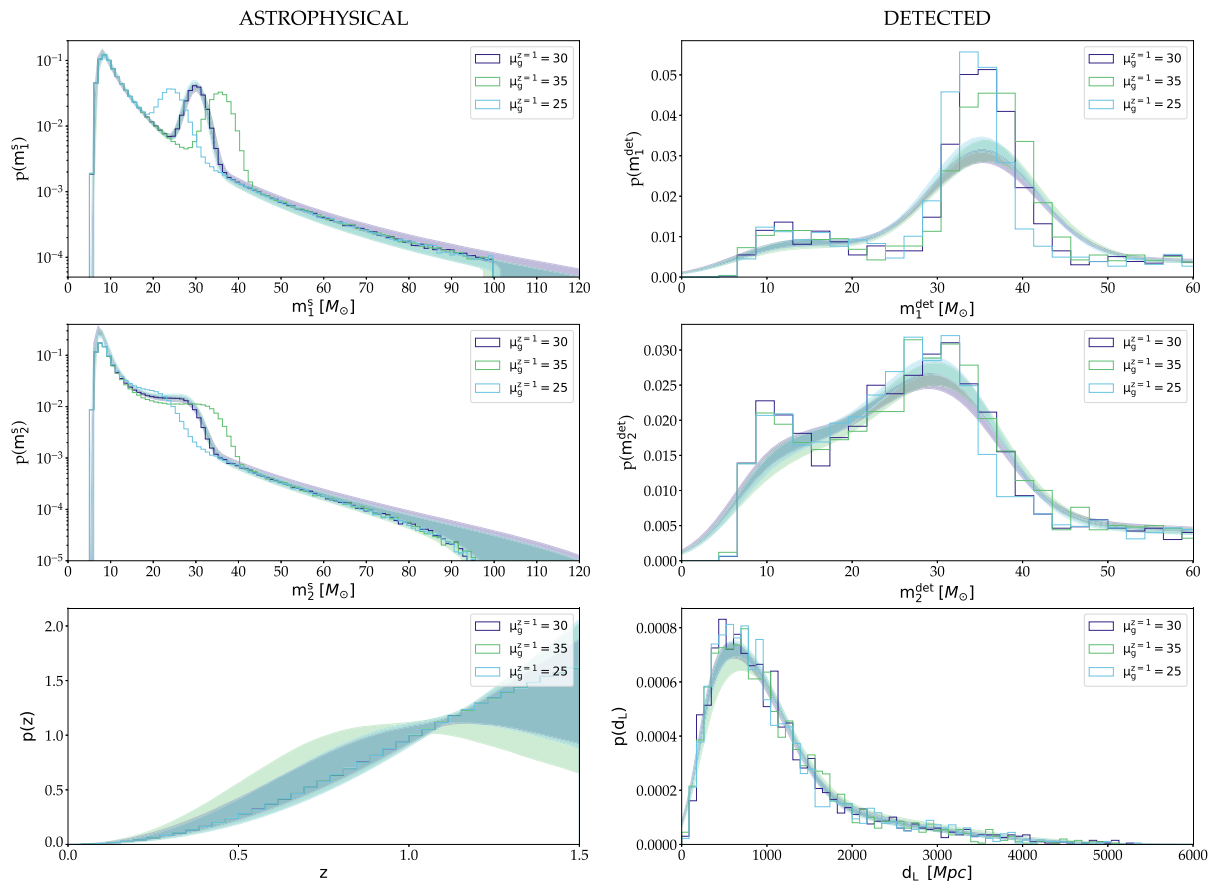 ASTROPHYSICAL
DETECTED
10⁻¹
10⁻²
10⁻³
10⁻⁴
p(m₁ˢ)
0 10 20 30 40 50 60 70 80 90 100 110 120
m₁ˢ [M⊙]
μ_g^{z=1} = 30
μ_g^{z=1} = 35
μ_g^{z=1} = 25
0.05
0.04
0.03
0.02
0.01
0.00
p(m₁^{det})
0 10 20 30 40 50 60
m₁^{det} [M⊙]
μ_g^{z=1} = 30
μ_g^{z=1} = 35
μ_g^{z=1} = 25
10⁻¹
10⁻²
10⁻³
10⁻⁴
10⁻⁵
p(m₂ˢ)
0 10 20 30 40 50 60 70 80 90 100 110 120
m₂ˢ [M⊙]
μ_g^{z=1} = 30
μ_g^{z=1} = 35
μ_g^{z=1} = 25
0.030
0.025
0.020
0.015
0.010
0.005
0.000
p(m₂^{det})
0 10 20 30 40 50 60
m₂^{det} [M⊙]
μ_g^{z=1} = 30
μ_g^{z=1} = 35
μ_g^{z=1} = 25
2.0
1.5
1.0
0.5
0.0
p(z)
0.0 0.5 1.0 1.5
z
μ_g^{z=1} = 30
μ_g^{z=1} = 35
μ_g^{z=1} = 25
0.0008
0.0006
0.0004
0.0002
0.0000
p(d_L)
0 1000 2000 3000 4000 5000 6000
d_L [Mpc]
μ_g^{z=1} = 30
μ_g^{z=1} = 35
μ_g^{z=1} = 25